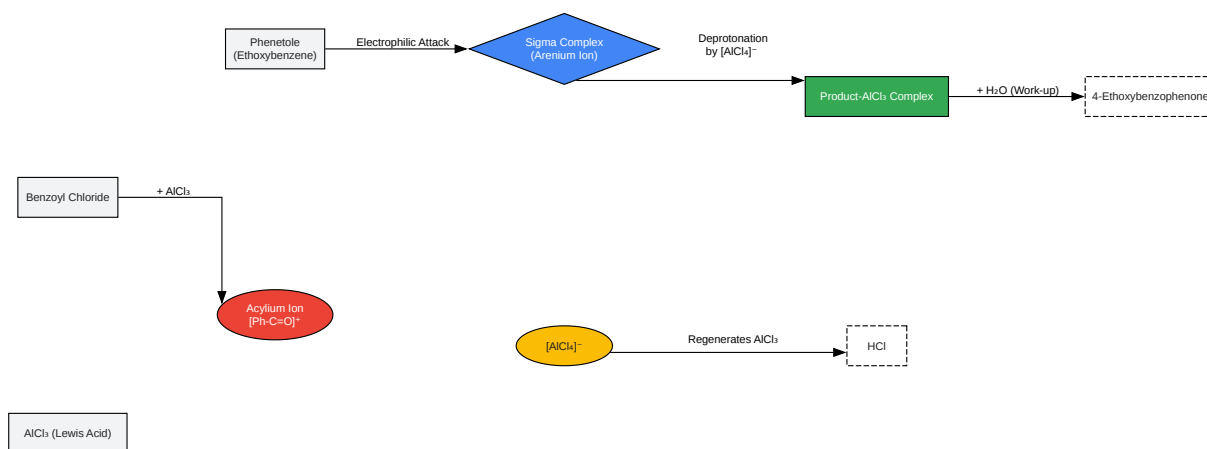 Phenetole
(Ethoxybenzene)
Electrophilic Attack
Sigma Complex
(Arenium Ion)
Deprotonation
by [AlCl₄]⁻
Product-AlCl₃ Complex
+ H₂O (Work-up)
4-Ethoxybenzophenone
Benzoyl Chloride
+ AlCl₃
Acylium Ion
[Ph-C=O]⁺
[AlCl₄]⁻
Regenerates AlCl₃
HCl
AlCl₃ (Lewis Acid)